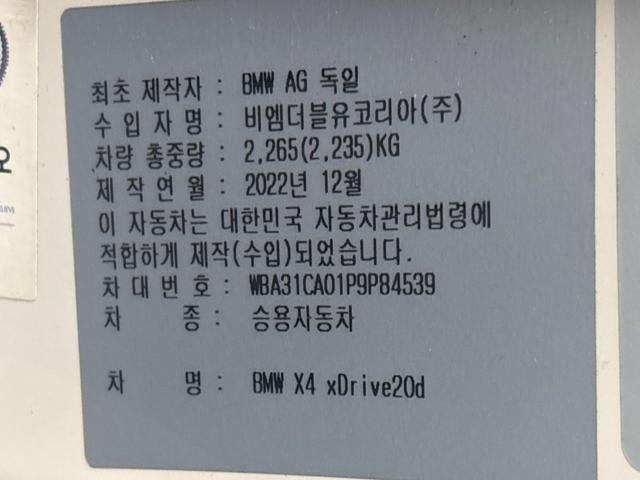 최초 제작자 : BMW AG 독일
수 입 자 명 : 비엠더블유코리아(주)
차량 총중량 : 2,265(2,235)KG
제 작 연 월 : 2022년 12월
이 자동차는 대한민국 자동차관리법령에
적합하게 제작(수입)되었습니다.
차 대 번 호 : WBA31CA01P9P84539
차 종 : 승용자동차
차 명 : BMW X4 xDrive20d